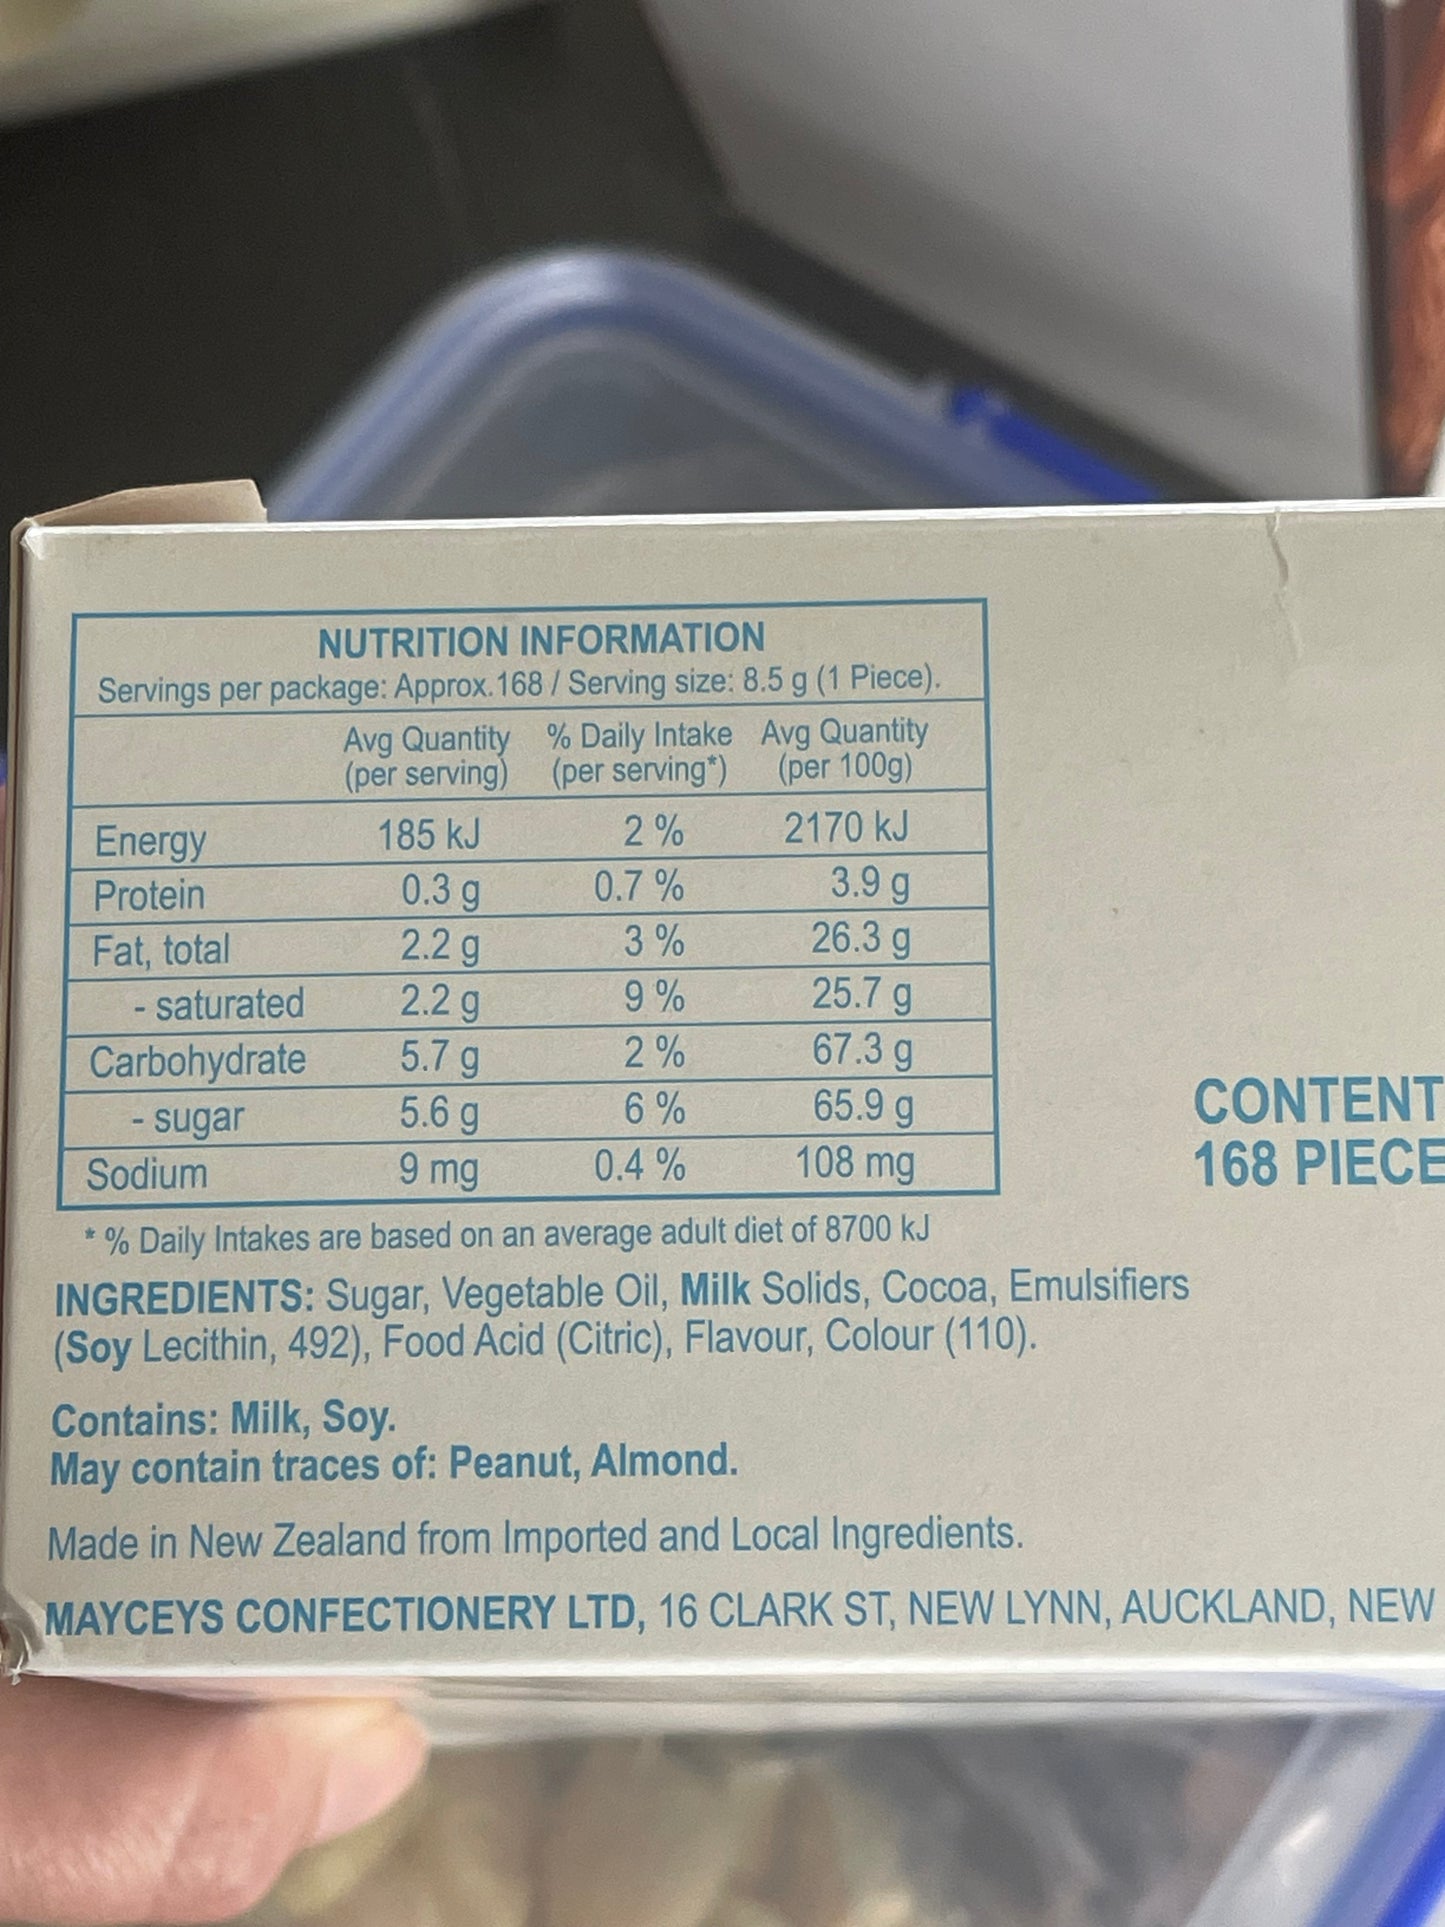 NUTRITION INFORMATION
Servings per package: Approx.168 / Serving size: 8.5 g (1 Piece).
Avg Quantity (per serving) % Daily Intake (per serving*) Avg Quantity (per 100g)
Energy 185 kJ 2 % 2170 kJ
Protein 0.3 g 0.7 % 3.9 g
Fat, total 2.2 g 3 % 26.3 g
- saturated 2.2 g 9 % 25.7 g
Carbohydrate 5.7 g 2 % 67.3 g
- sugar 5.6 g 6 % 65.9 g
Sodium 9 mg 0.4 % 108 mg
* % Daily Intakes are based on an average adult diet of 8700 kJ
CONTENT
168 PIECE
INGREDIENTS: Sugar, Vegetable Oil, Milk Solids, Cocoa, Emulsifiers
(Soy Lecithin, 492), Food Acid (Citric), Flavour, Colour (110).
Contains: Milk, Soy.
May contain traces of: Peanut, Almond.
Made in New Zealand from Imported and Local Ingredients.
MAYCEYS CONFECTIONERY LTD, 16 CLARK ST, NEW LYNN, AUCKLAND, NEW